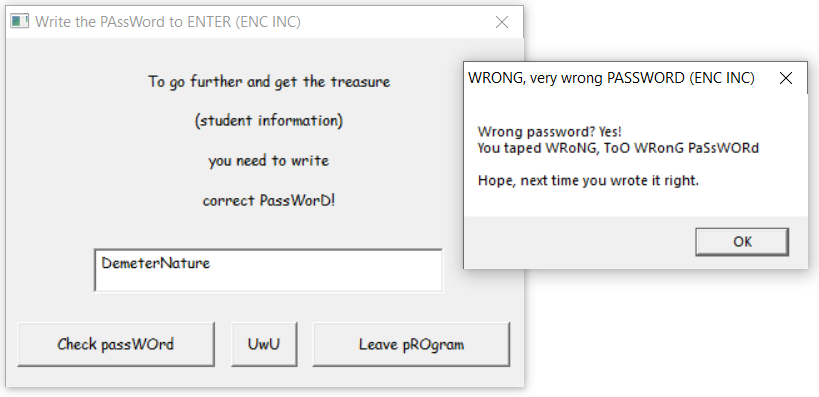 Write the PAssWord to ENTER (ENC INC)
To go further and get the treasure
(student information)
you need to write
correct PassWorD!
DemeterNature
Check passWOrd
UwU
Leave pROgram
WRONG, very wrong PASSWORD (ENC INC)
Wrong password? Yes!
You taped WRoNG, ToO WRonG PaSsWORd
Hope, next time you wrote it right.
OK